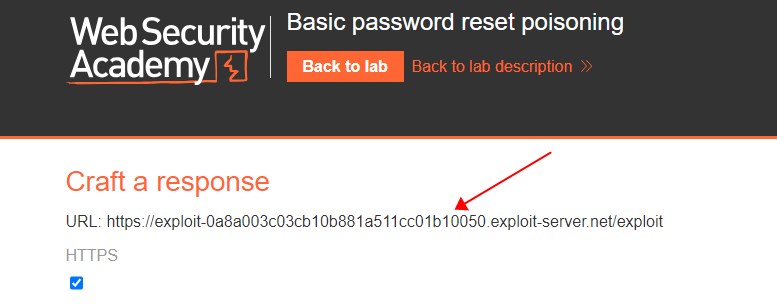 Web Security
Academy
Basic password reset poisoning
Back to lab
Back to lab description
Craft a response
URL: https://exploit-0a8a003c03cb10b881a511cc01b10050.exploit-server.net/exploit
HTTPS